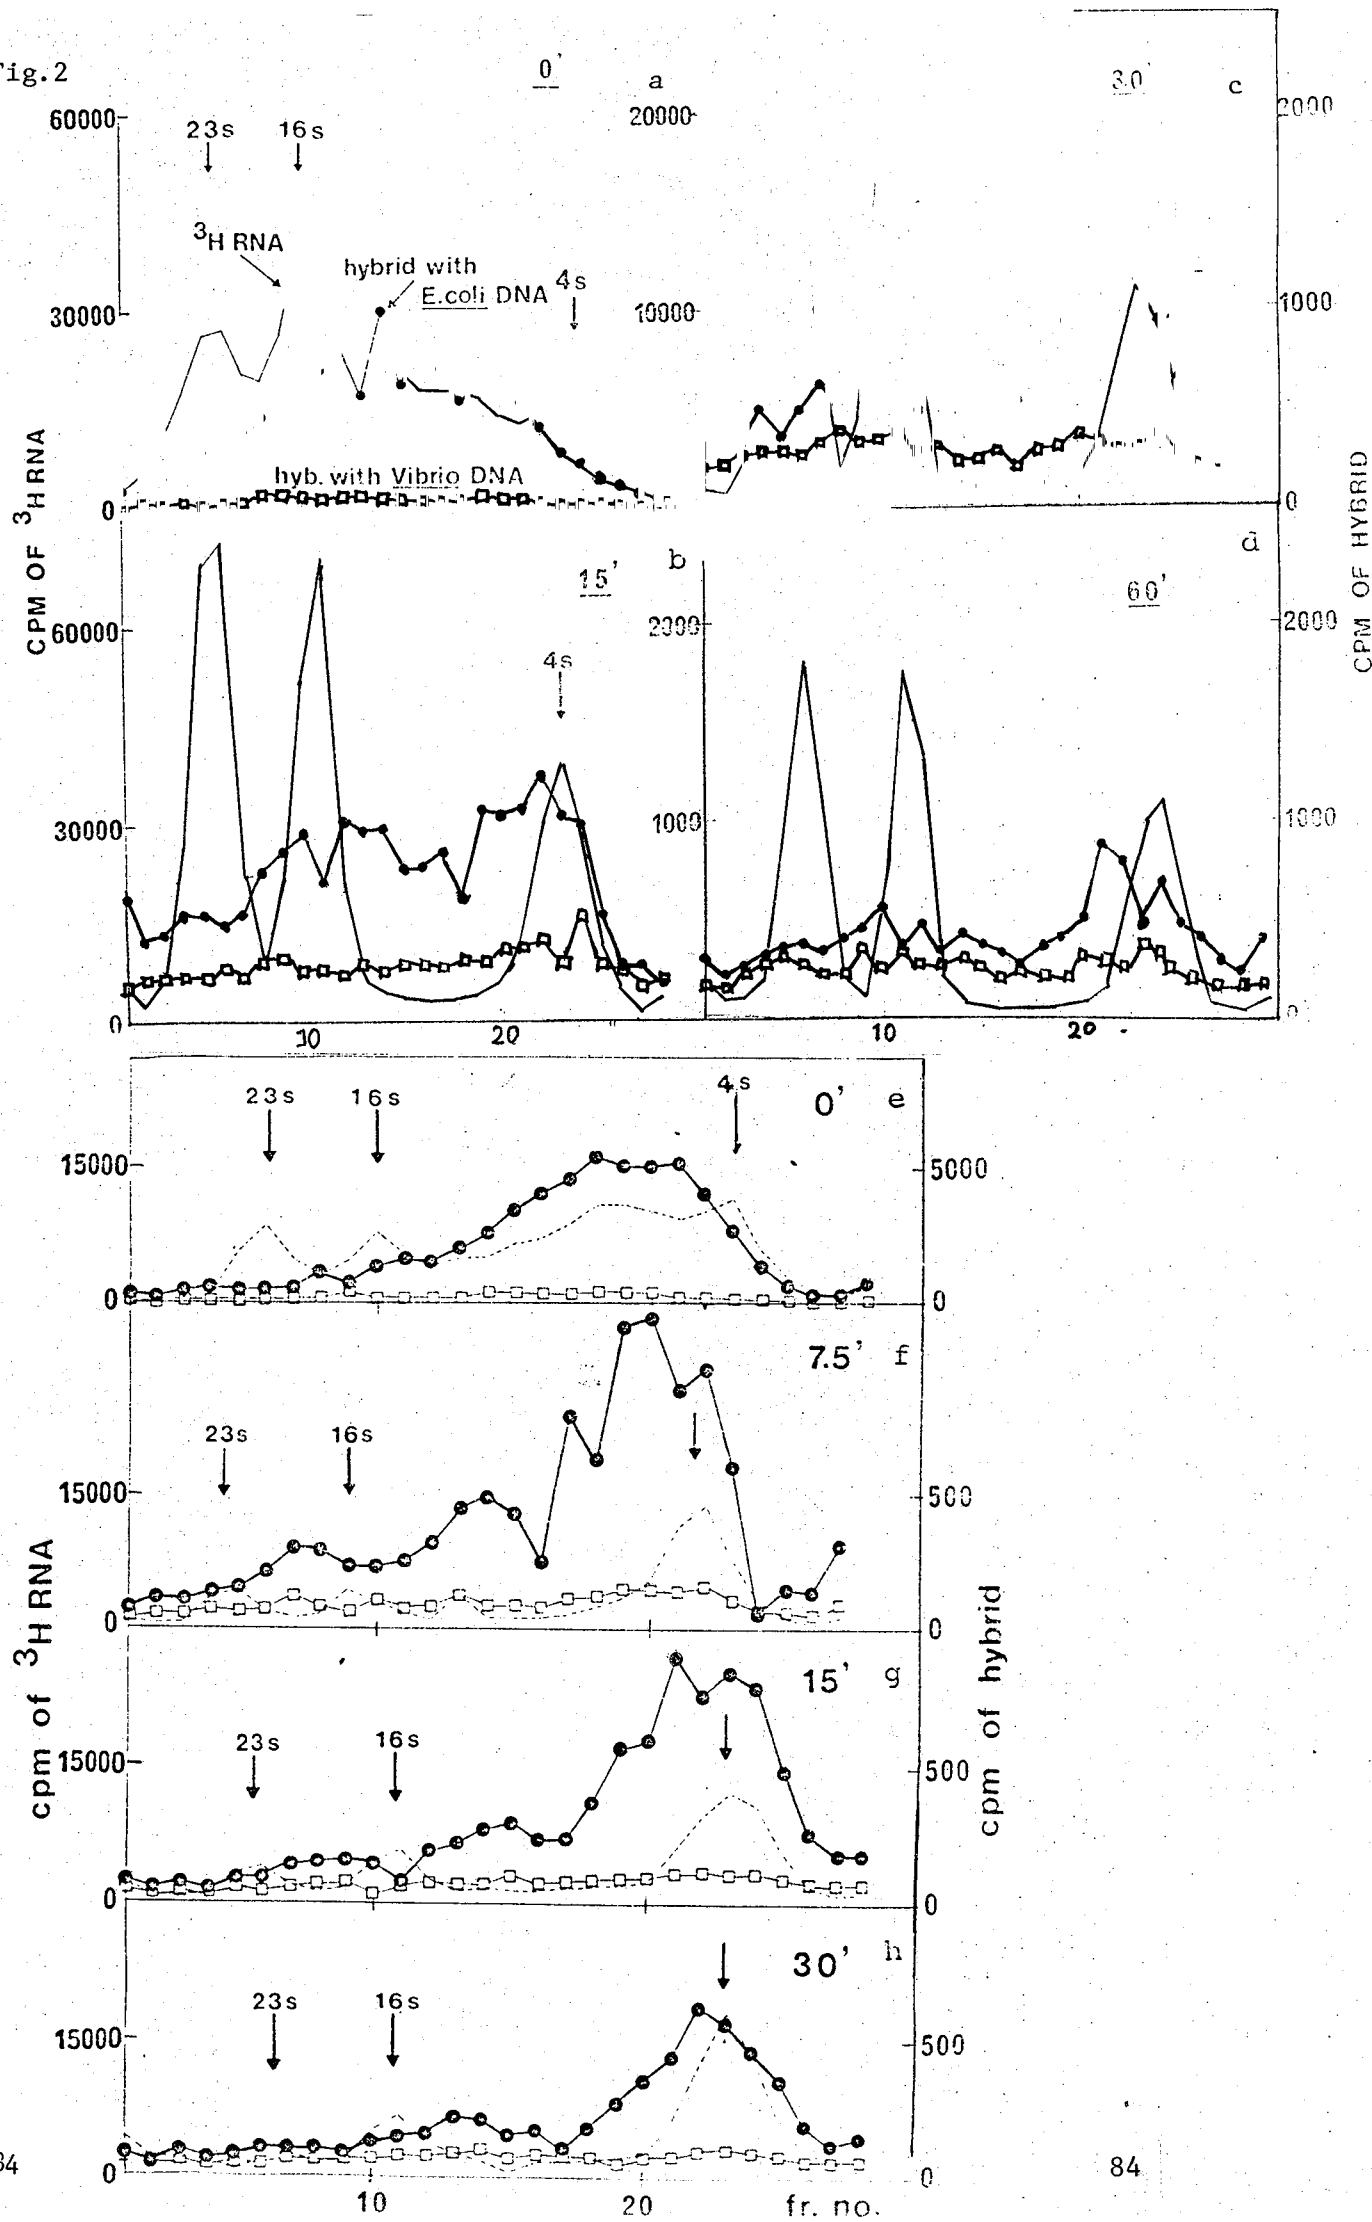 ig.2
0' a
30' c
60000
23s 16s
20000
2000
³H RNA
hybrid with
E.coli DNA
4s
30000
10000
1000
hyb. with Vibrio DNA
0
0
CPM OF ³H RNA
CPM OF HYBRID
15' b
60' d
60000
2000
2000
4s
30000
1000
1000
0
0
10 20
10 20
23s 16s 4s
0' e
15000
5000
0
0
7.5' f
23s 16s
15000
500
0
0
15' g
23s 16s
15000
500
0
0
cpm of ³H RNA
cpm of hybrid
30' h
23s 16s
15000
500
0
0
10 20 fr. no.
84
84